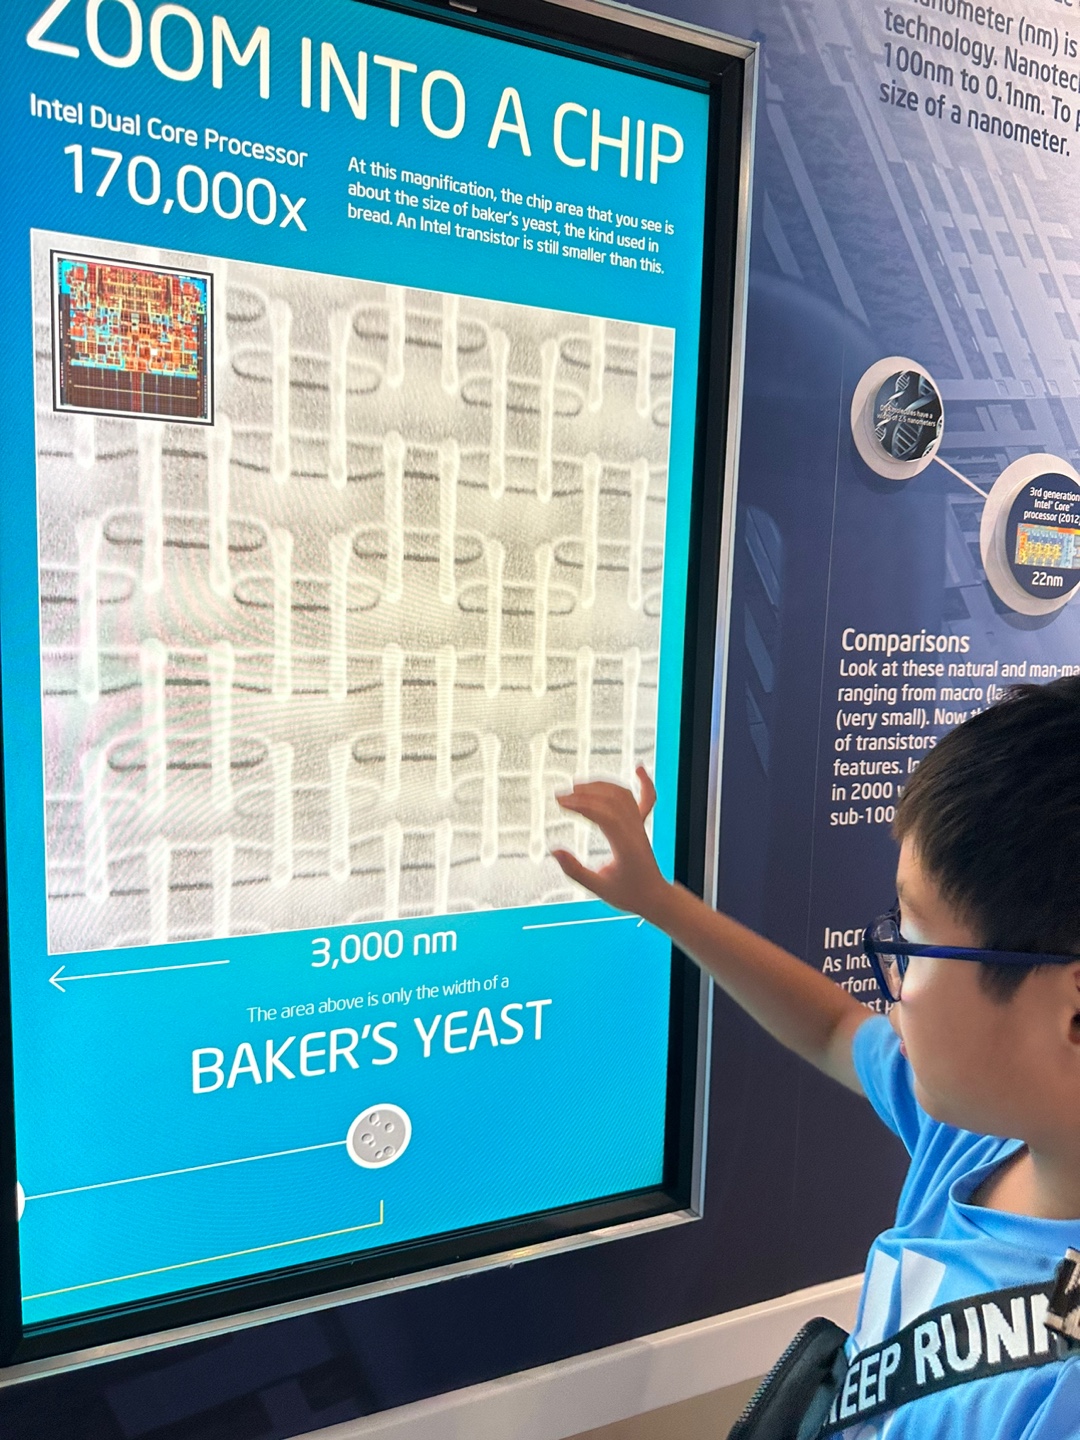 ZOOM INTO A CHIP
Intel Dual Core Processor
170,000x
At this magnification, the chip area that you see is
about the size of baker's yeast, the kind used in
bread. An Intel transistor is still smaller than this.
3,000 nm
The area above is only the width of a
BAKER'S YEAST
(nm) is
technology.
100nm to 0.1nm. To
size of a nanometer.
3rd generation
Intel® Core™
processor (2012
22nm
Comparisons
Look at these natural and man-ma
ranging from macro
(very small). Now
of transistors
features.
in 2000
sub-100
Incr
As Int
EEP RUNN